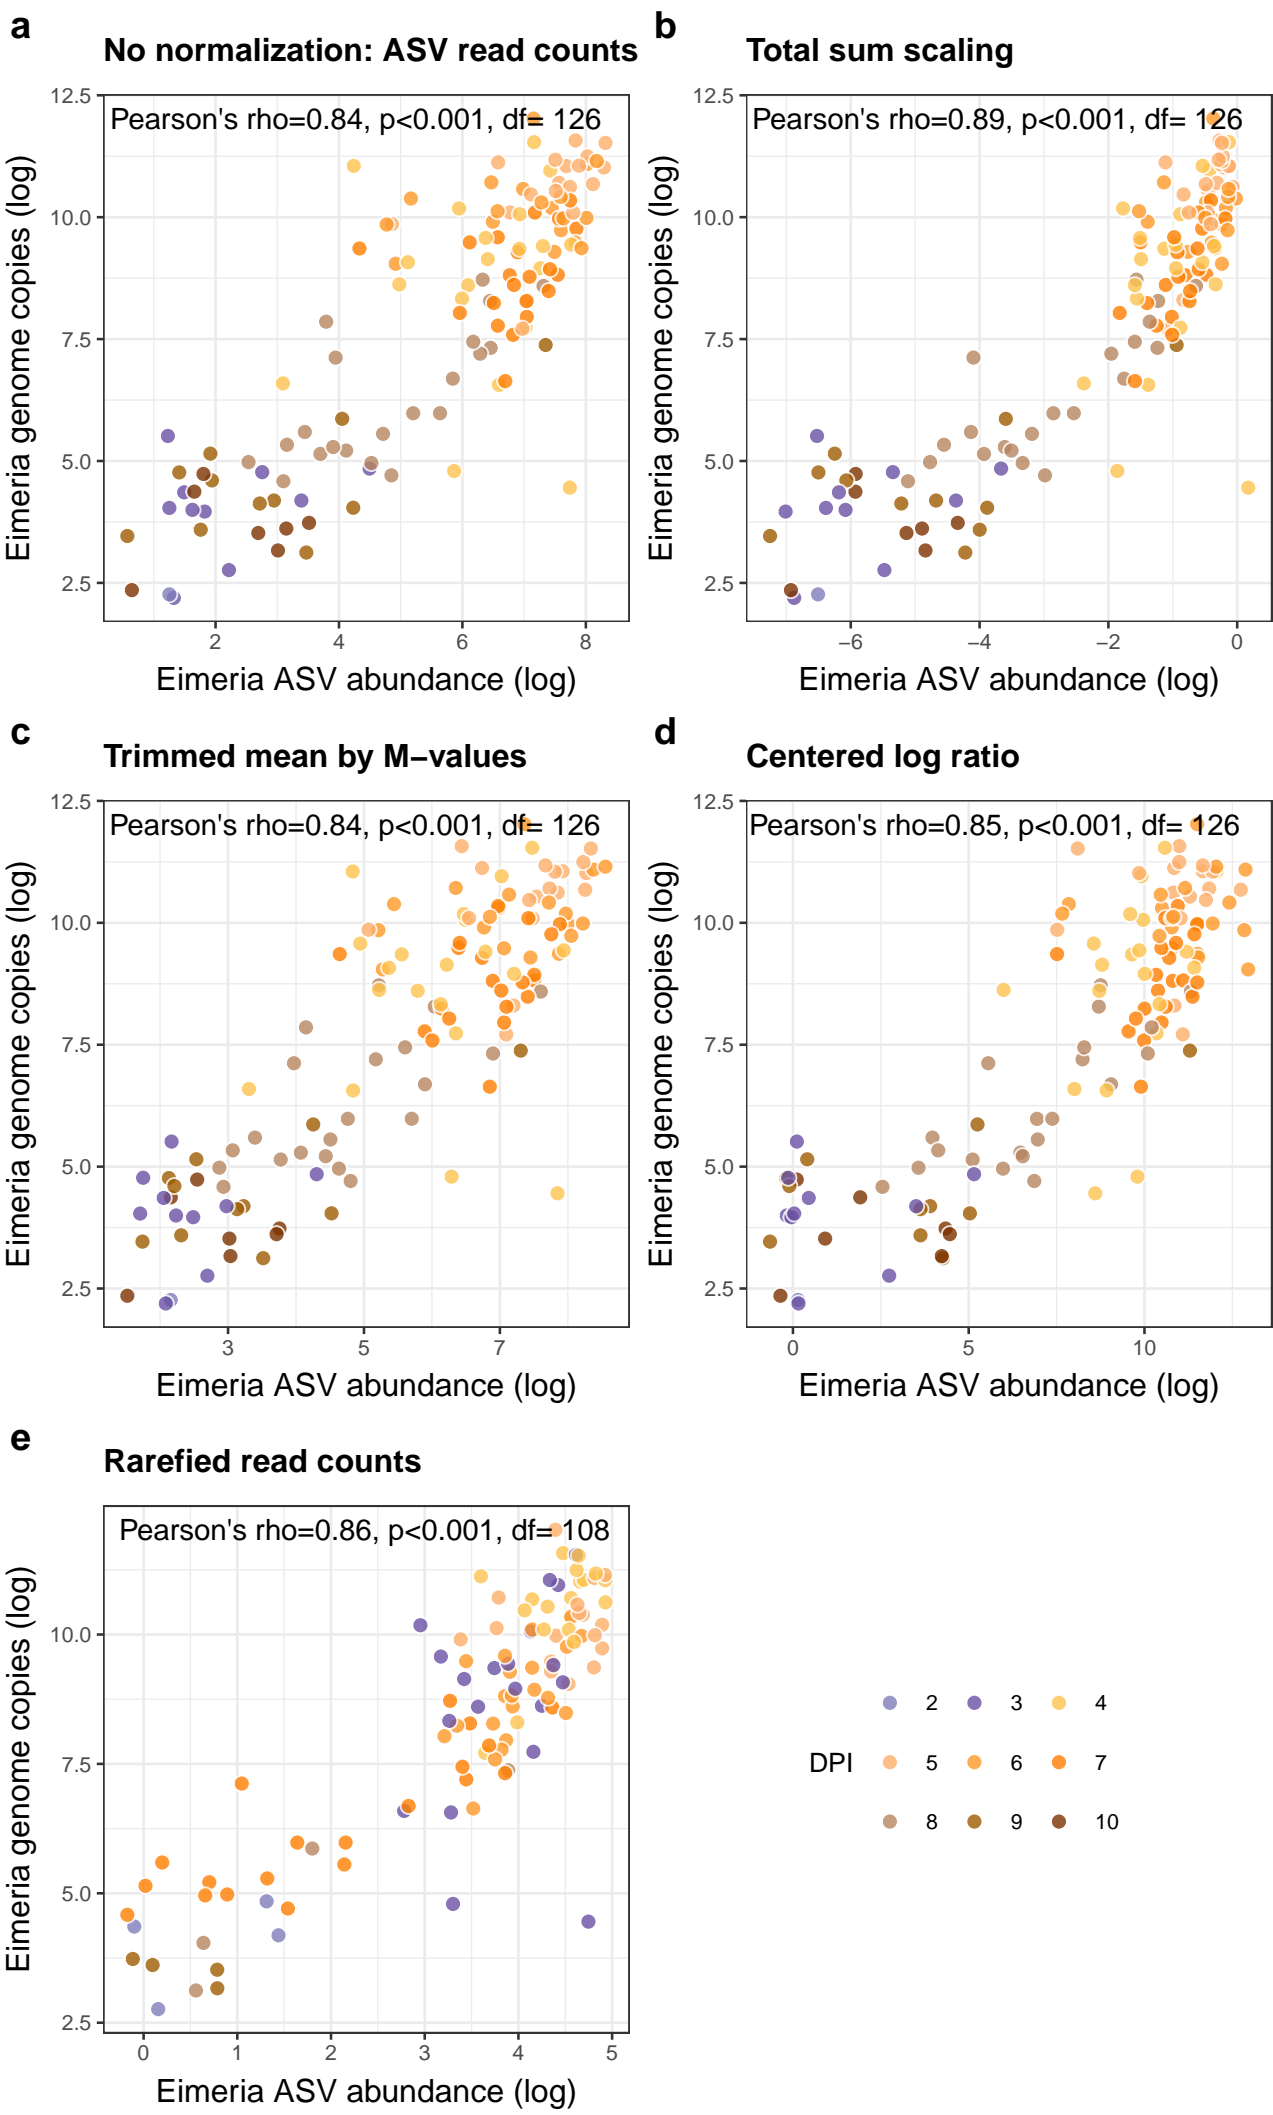 a
No normalization: ASV read counts
Pearson's rho=0.84, p<0.001, df= 126
12.5
10.0
7.5
5.0
2.5
Eimeria genome copies (log)
2 4 6 8
Eimeria ASV abundance (log)
b
Total sum scaling
Pearson's rho=0.89, p<0.001, df= 126
12.5
10.0
7.5
5.0
2.5
Eimeria genome copies (log)
−6 −4 −2 0
Eimeria ASV abundance (log)
c
Trimmed mean by M−values
Pearson's rho=0.84, p<0.001, df= 126
12.5
10.0
7.5
5.0
2.5
Eimeria genome copies (log)
3 5 7
Eimeria ASV abundance (log)
d
Centered log ratio
Pearson's rho=0.85, p<0.001, df= 126
12.5
10.0
7.5
5.0
2.5
Eimeria genome copies (log)
0 5 10
Eimeria ASV abundance (log)
e
Rarefied read counts
Pearson's rho=0.86, p<0.001, df= 108
10.0
7.5
5.0
2.5
Eimeria genome copies (log)
0 1 2 3 4 5
Eimeria ASV abundance (log)
DPI
2 3 4
5 6 7
8 9 10